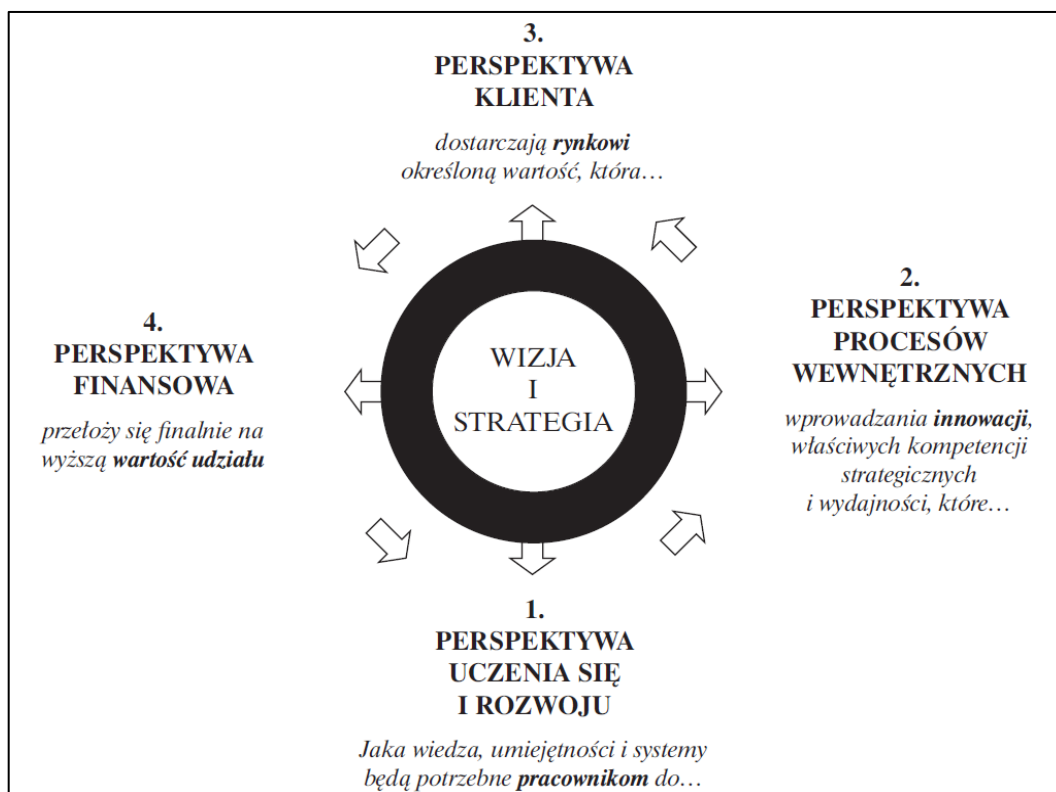 3.
PERSPEKTYWA
KLIENTA
dostarczają rynkowi
określoną wartość, która…
4.
PERSPEKTYWA
FINANSOWA
przełoży się finalnie na
wyższą wartość udziału
WIZJA
I
STRATEGIA
2.
PERSPEKTYWA
PROCESÓW
WEWNĘTRZNYCH
wprowadzania innowacji,
właściwych kompetencji
strategicznych
i wydajności, które…
1.
PERSPEKTYWA
UCZENIA SIĘ
I ROZWOJU
Jaka wiedza, umiejętności i systemy
będą potrzebne pracownikom do…